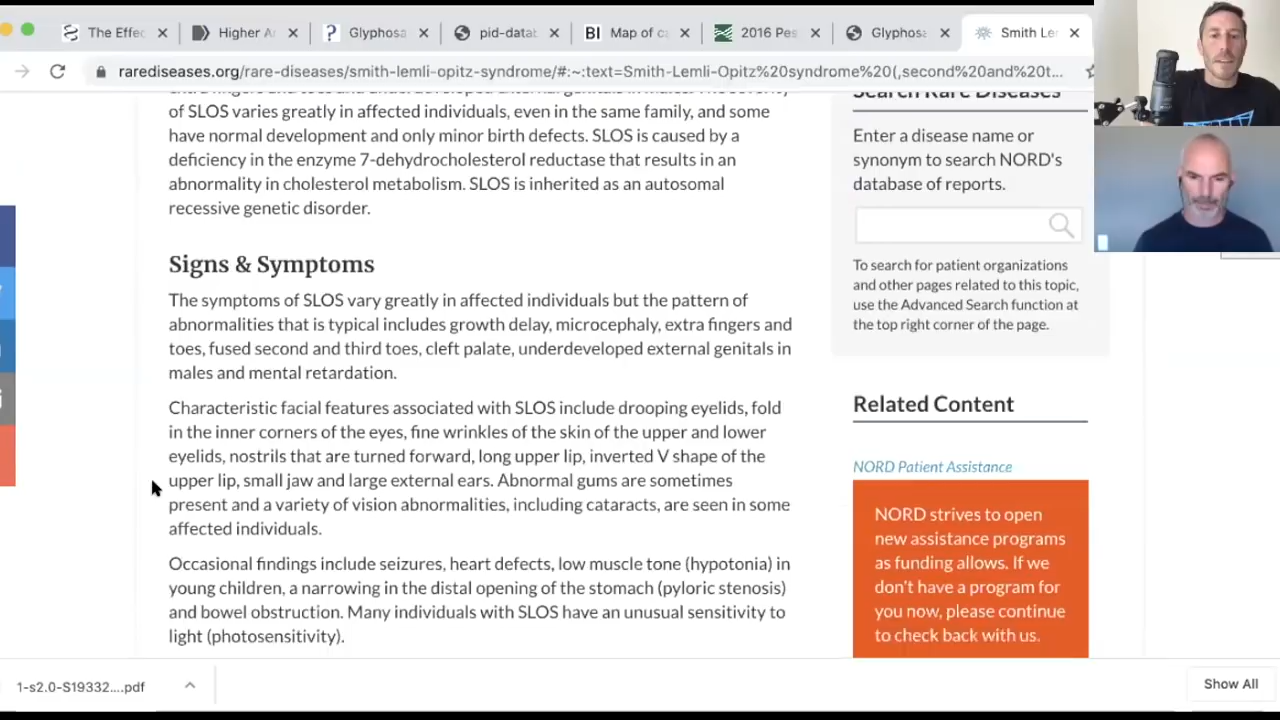 The Effec
Higher Ar
Glyphosa
pid-datab
BI Map of ca
2016 Pes
Glyphosa
Smith Ler
rarediseases.org/rare-diseases/smith-lemli-opitz-syndrome/#:~:text=Smith-Lemli-Opitz%20syndrome%20(,second%20and%20t...
of SLOS varies greatly in affected individuals, even in the same family, and some
have normal development and only minor birth defects. SLOS is caused by a
deficiency in the enzyme 7-dehydrocholesterol reductase that results in an
abnormality in cholesterol metabolism. SLOS is inherited as an autosomal
recessive genetic disorder.
Signs & Symptoms
The symptoms of SLOS vary greatly in affected individuals but the pattern of
abnormalities that is typical includes growth delay, microcephaly, extra fingers and
toes, fused second and third toes, cleft palate, underdeveloped external genitals in
males and mental retardation.
Characteristic facial features associated with SLOS include drooping eyelids, fold
in the inner corners of the eyes, fine wrinkles of the skin of the upper and lower
eyelids, nostrils that are turned forward, long upper lip, inverted V shape of the
upper lip, small jaw and large external ears. Abnormal gums are sometimes
present and a variety of vision abnormalities, including cataracts, are seen in some
affected individuals.
Occasional findings include seizures, heart defects, low muscle tone (hypotonia) in
young children, a narrowing in the distal opening of the stomach (pyloric stenosis)
and bowel obstruction. Many individuals with SLOS have an unusual sensitivity to
light (photosensitivity).
Search Rare Diseases
Enter a disease name or
synonym to search NORD's
database of reports.
To search for patient organizations
and other pages related to this topic,
use the Advanced Search function at
the top right corner of the page.
Related Content
NORD Patient Assistance
NORD strives to open
new assistance programs
as funding allows. If we
don't have a program for
you now, please continue
to check back with us.
1-s2.0-S19332....pdf
Show All